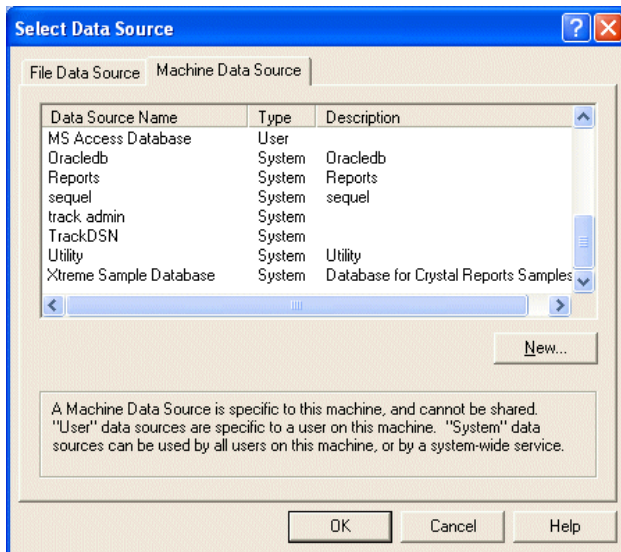 Select Data Source
File Data Source Machine Data Source
Data Source Name Type Description
MS Access Database User
Oracledb System Oracledb
Reports System Reports
sequel System sequel
track admin System
TrackDSN System
Utility System Utility
Xtreme Sample Database System Database for Crystal Reports Samples
New...
A Machine Data Source is specific to this machine, and cannot be shared.
"User" data sources are specific to a user on this machine. "System" data
sources can be used by all users on this machine, or by a system-wide service.
OK Cancel Help